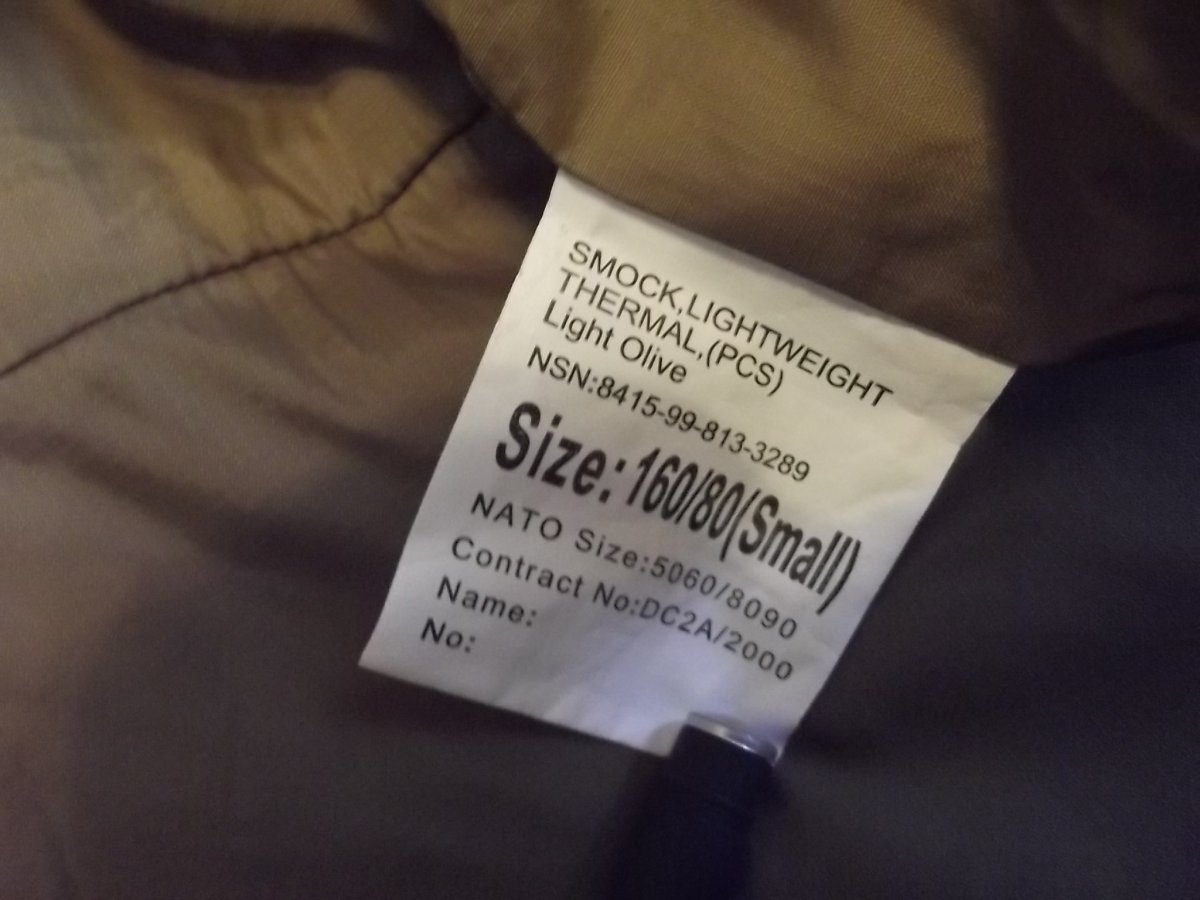 SMOCK,LIGHTWEIGHT
THERMAL,(PCS)
Light Olive
NSN:8415-99-813-3289
Size:160/80(Small)
NATO Size:5060/8090
Contract No:DC2A/2000
Name:
No: